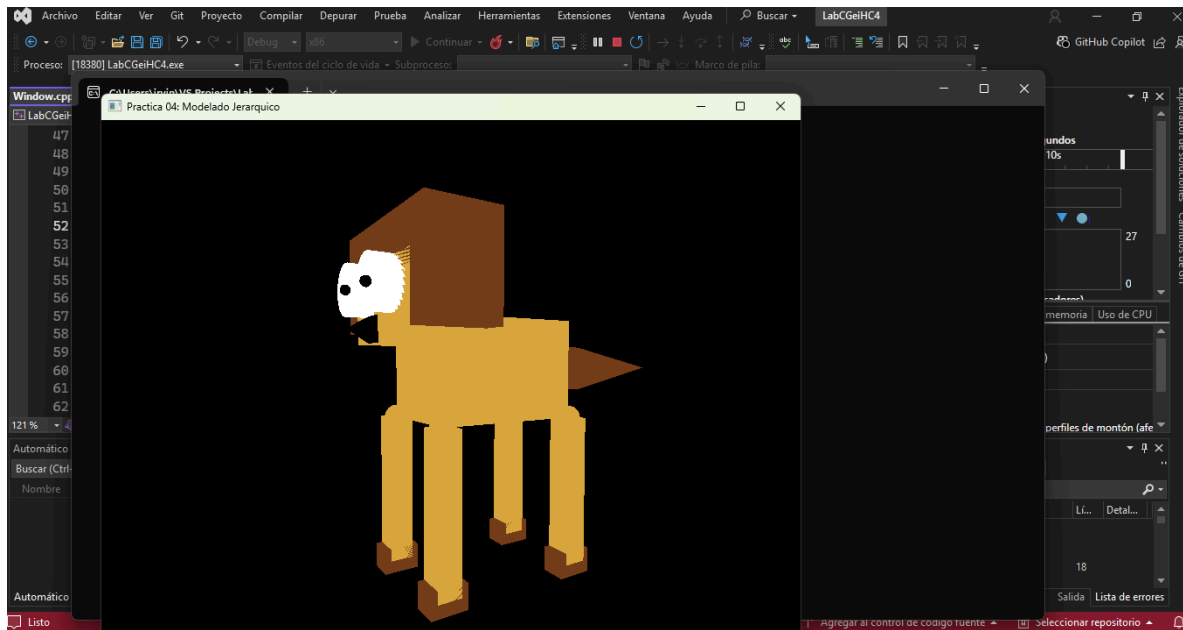 Archivo Editar Ver Git Proyecto Compilar Depurar Prueba Analizar Herramientas Extensiones Ventana Ayuda Buscar LabCGeiHC4
Debug x86 Continuar GitHub Copilot
Proceso: [18380] LabCGeiHC4.exe Eventos del ciclo de vida Subproceso: Marco de pila:
Window.cpp
Practica 04: Modelado Jerarquico
LabCGeiH
47
48
49
50
51
52
53
54
55
56
57
58
59
60
61
62
121 %
10s
27
0
memoria Uso de CPU
perfiles de montón (afe
Automático
Buscar (Ctrl-
Nombre
Lí... Detal...
18
Automático
Salida Lista de errores
Listo Agregar al control de código fuente Seleccionar repositorio
Explorador de soluciones